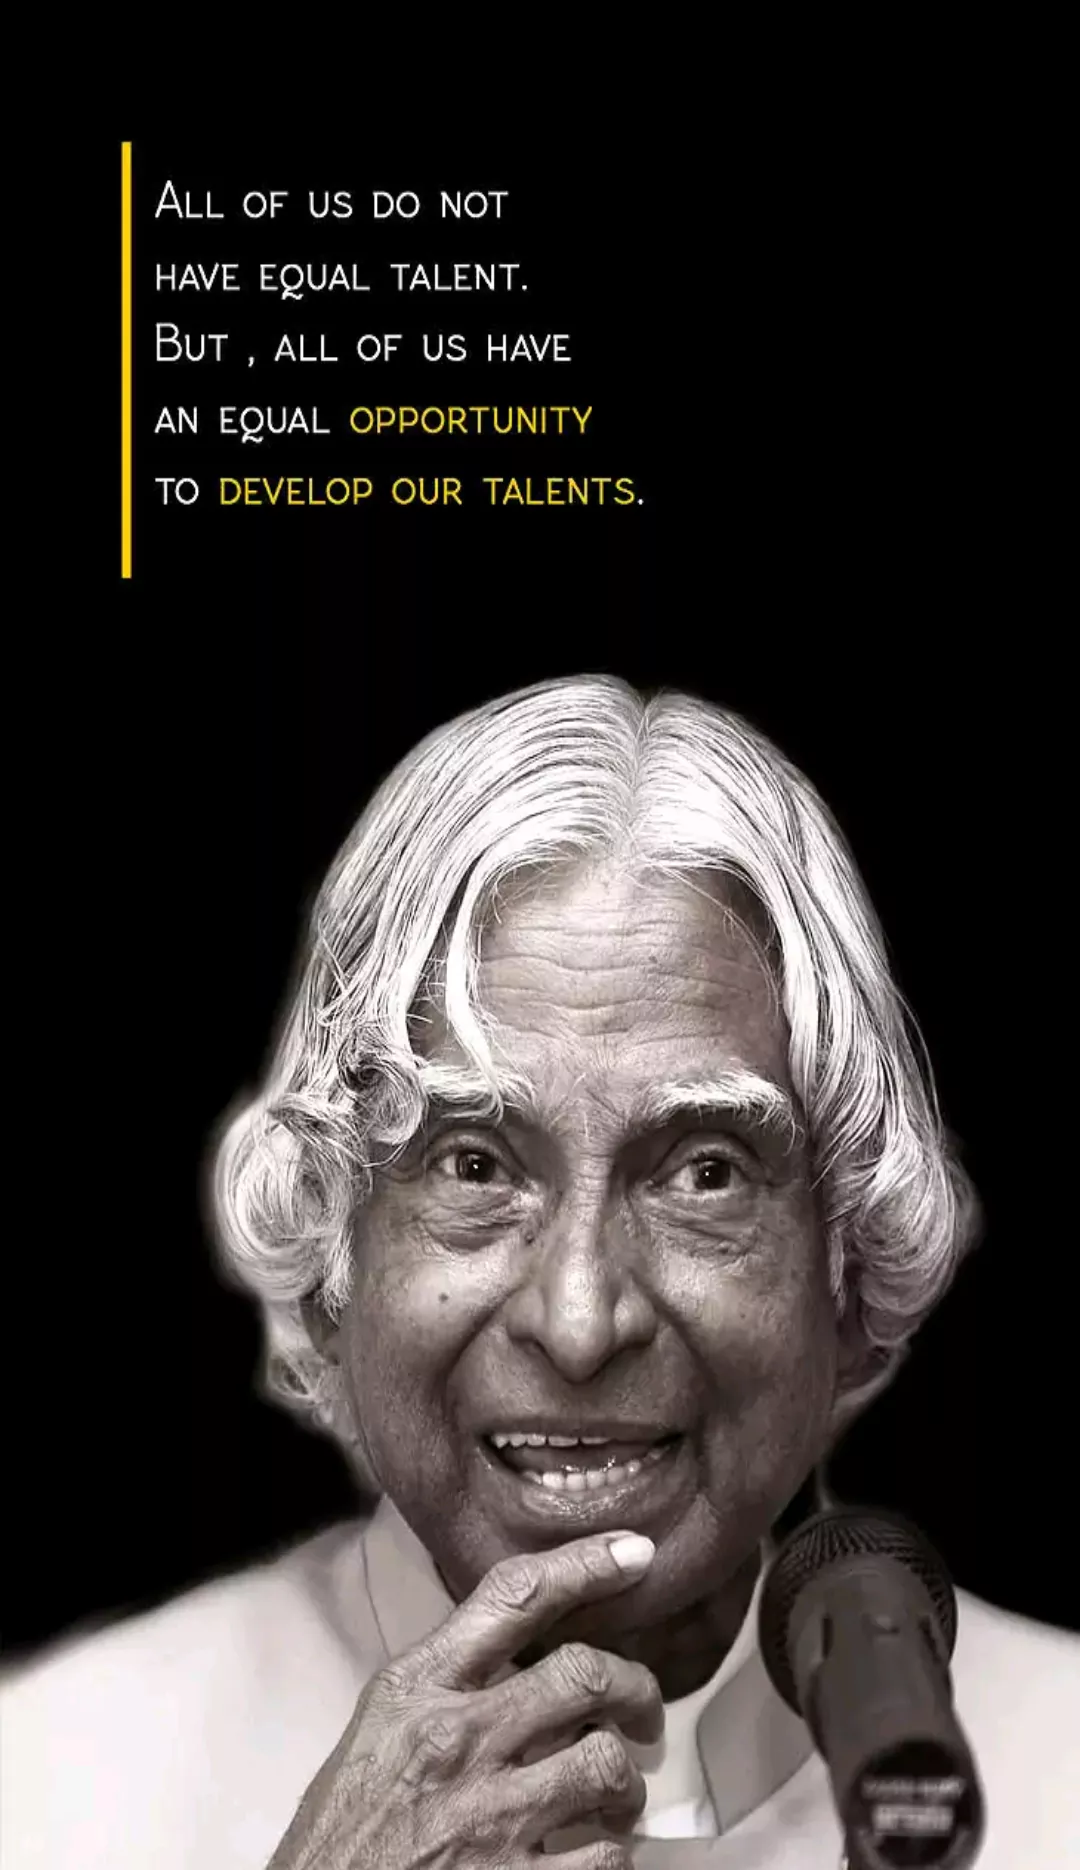 All of us do not
have equal talent.
But , all of us have
an equal opportunity
to develop our talents.